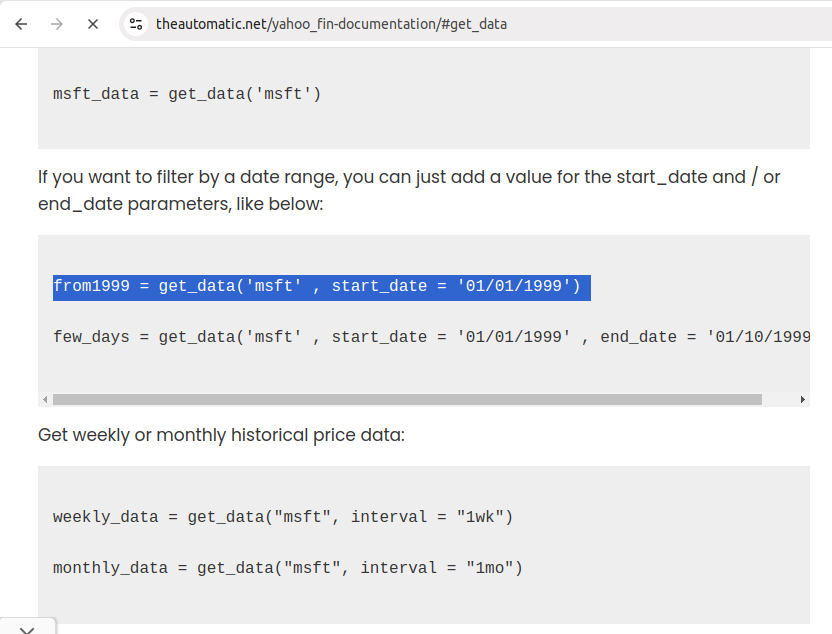 theautomatic.net/yahoo_fin-documentation/#get_data
msft_data = get_data('msft')
If you want to filter by a date range, you can just add a value for the start_date and / or
end_date parameters, like below:
from1999 = get_data('msft' , start_date = '01/01/1999')
few_days = get_data('msft' , start_date = '01/01/1999' , end_date = '01/10/1999
Get weekly or monthly historical price data:
weekly_data = get_data("msft", interval = "1wk")
monthly_data = get_data("msft", interval = "1mo")